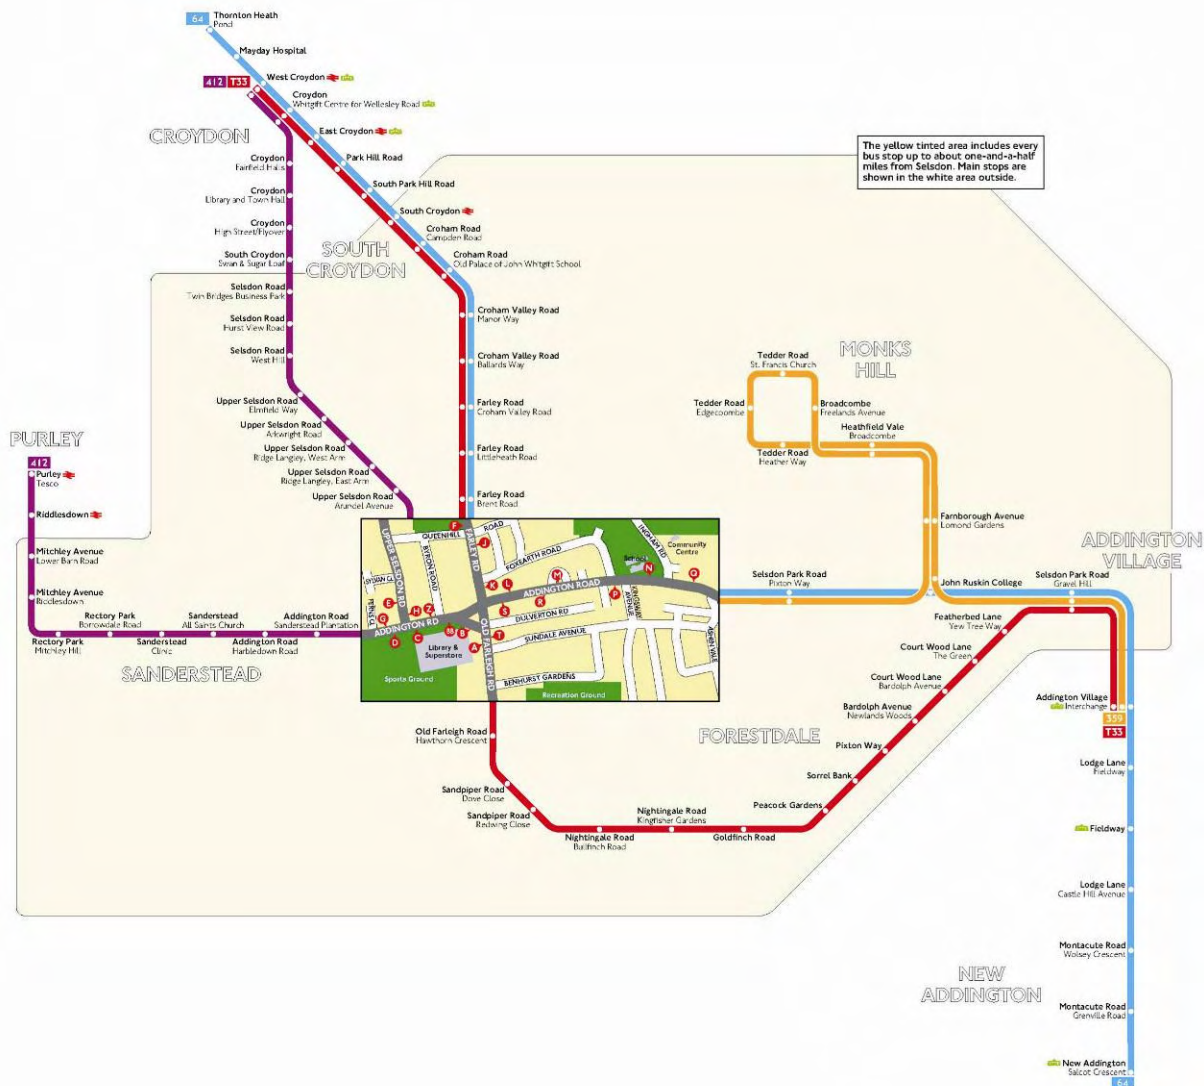 64
Thornton Heath
Pond
Mayday Hospital
West Croydon
412
T33
Croydon
Whitgift Centre for Wellesley Road
East Croydon
CROYDON
Park Hill Road
South Park Hill Road
South Croydon
Croham Road
Campden Road
Croham Road
Old Palace of John Whitgift School
SOUTH
CROYDON
Croydon
Fairfield Halls
Croydon
Library and Town Hall
Croydon
High Street/Flyover
South Croydon
Swan & Sugar Loaf
Selsdon Road
Twin Bridges Business Park
Selsdon Road
Hurst View Road
Selsdon Road
West Hill
Upper Selsdon Road
Elmfield Way
Upper Selsdon Road
Arkwright Road
Upper Selsdon Road
Ridge Langley, West Arm
Upper Selsdon Road
Ridge Langley, East Arm
Upper Selsdon Road
Arundel Avenue
The yellow tinted area includes every
bus stop up to about one-and-a-half
miles from Selsdon. Main stops are
shown in the white area outside.
Croham Valley Road
Manor Way
Croham Valley Road
Ballards Way
Farley Road
Croham Valley Road
Farley Road
Littleheath Road
Farley Road
Brent Road
MONKS
HILL
Tedder Road
St. Francis Church
Tedder Road
Edgecoombe
Broadcombe
Freelands Avenue
Heathfield Vale
Broadcombe
Tedder Road
Heather Way
Farnborough Avenue
Lomond Gardens
ADDINGTON
VILLAGE
John Ruskin College
Selsdon Park Road
Gravel Hill
Selsdon Park Road
Pixton Way
PURLEY
412
Purley
Tesco
Riddlesdown
Mitchley Avenue
Lower Barn Road
Mitchley Avenue
Riddlesdown
Rectory Park
Mitchley Hill
Rectory Park
Borrowdale Road
Sanderstead
Clinic
Sanderstead
All Saints Church
Addington Road
Harbledown Road
Addington Road
Sanderstead Plantation
SANDERSTEAD
UPPER SELSDON RD
QUEENHILL
ROAD
FARLEY RD
BYRON ROAD
FOXEARTH ROAD
INGHAM RD
School
Community
Centre
ADDINGTON ROAD
ADDINGTON RD
DULVERTON RD
SUNDALE AVENUE
KINGSWAY
AVENUE
ASHEN VALE
OLD FARLEIGH RD
BENHURST GARDENS
Library &
Superstore
Sports Ground
Recreation Ground
F
J
K
L
M
N
Q
E
G
H
Z
S
R
P
D
C
B
A
T
Featherbed Lane
Yew Tree Way
Court Wood Lane
The Green
Court Wood Lane
Bardolph Avenue
Bardolph Avenue
Newlands Woods
Pixton Way
Sorrel Bank
Peacock Gardens
FORESTDALE
Old Farleigh Road
Hawthorn Crescent
Sandpiper Road
Dove Close
Sandpiper Road
Redwing Close
Nightingale Road
Bullfinch Road
Nightingale Road
Kingfisher Gardens
Goldfinch Road
Addington Village
Interchange
359
T33
Lodge Lane
Fieldway
Fieldway
Lodge Lane
Castle Hill Avenue
Montacute Road
Wolsey Crescent
NEW
ADDINGTON
Montacute Road
Grenville Road
New Addington
Salcot Crescent
64